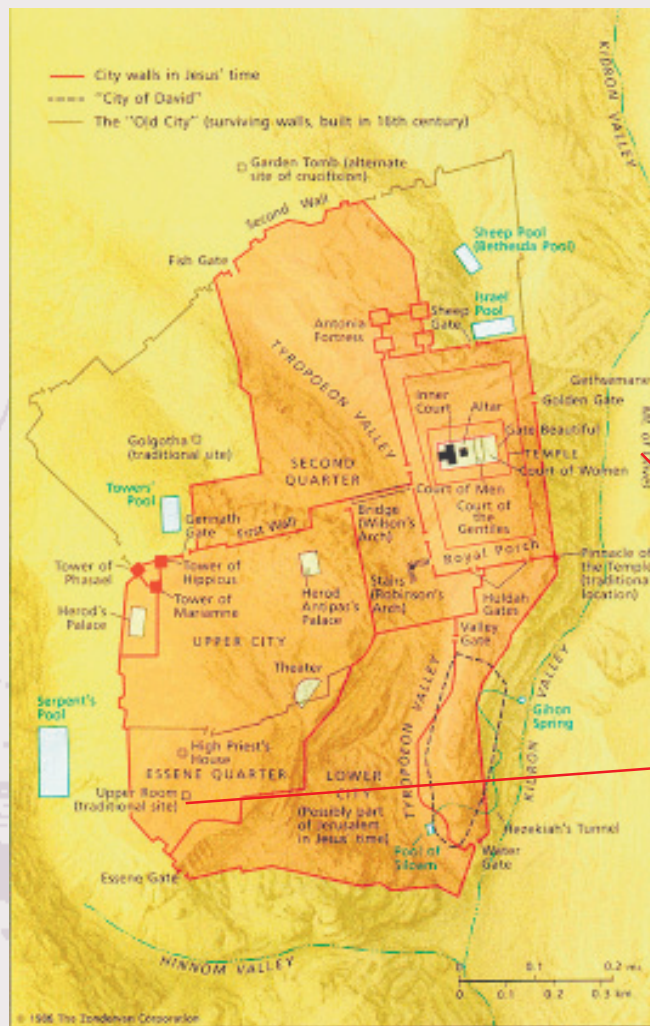 City walls in Jesus' time
"City of David"
The "Old City" (surviving walls, built in 16th century)
KIDRON VALLEY
Garden Tomb (alternate
site of crucifixion)
Second Wall
Fish Gate
Sheep Pool
(Bethesda Pool)
Israel
Pool
Sheep
Gate
Antonia
Fortress
TYROPOEON VALLEY
Gethsemane
Golden Gate
Inner
Court
Altar
Gate Beautiful
TEMPLE
Court of Women
Mt. of Olives
Golgotha
(traditional site)
SECOND
QUARTER
Court of Men
Court of
the
Gentiles
Towers'
Pool
Gennath
Gate
First Wall
Bridge
(Wilson's
Arch)
Royal Porch
Pinnacle of
the Temple
(traditional
location)
Tower of
Phasael
Tower of
Hippicus
Tower of
Mariamne
Herod's
Palace
Herod
Antipas's
Palace
Stairs
(Robinson's
Arch)
Huldah
Gates
Valley
Gate
UPPER CITY
Theater
TYROPOEON VALLEY
KIDRON VALLEY
Gihon
Spring
Serpent's
Pool
High Priest's
House
ESSENE QUARTER
Upper Room
(traditional site)
LOWER
CITY
(Possibly part
of Jerusalem
in Jesus' time)
Hezekiah's Tunnel
Pool of
Siloam
Water
Gate
Essene Gate
HINNOM VALLEY
0 0.1 0.2 mi.
0 0.1 0.2 0.3 km.
© 1986 The Zondervan Corporation